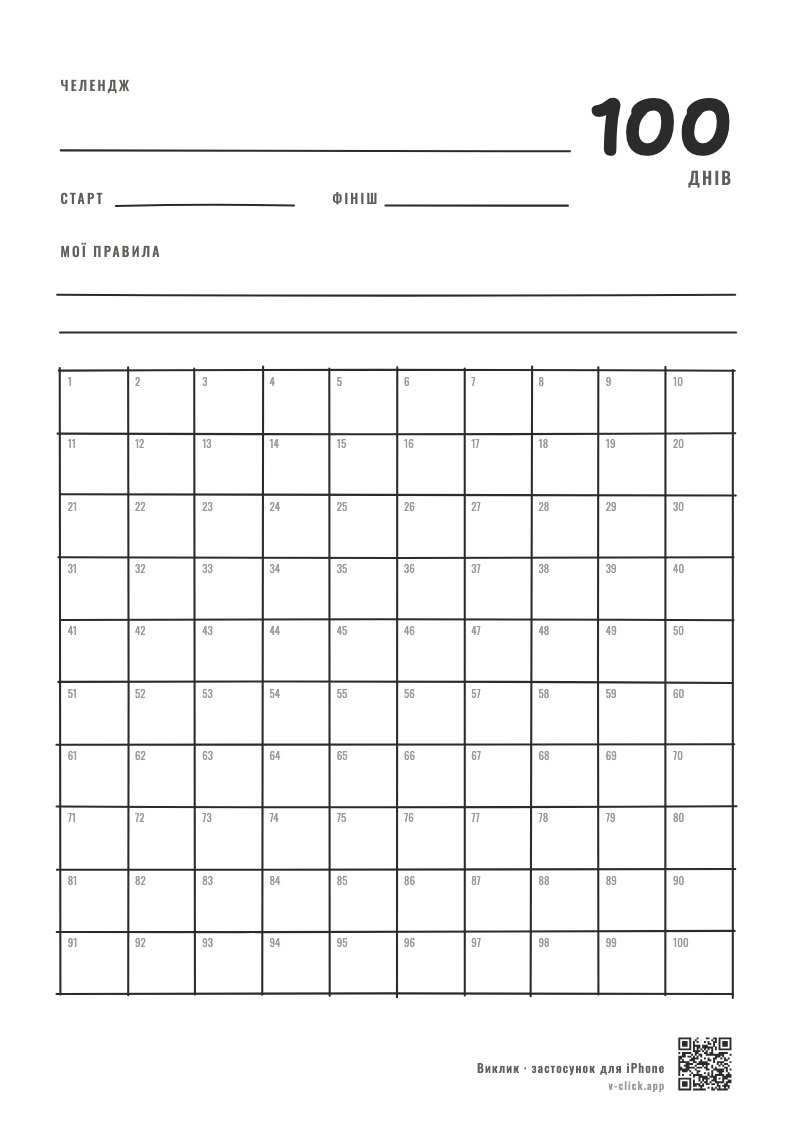 ЧЕЛЕНДЖ
100
ДНІВ
СТАРТ ФІНІШ
МОЇ ПРАВИЛА
1 2 3 4 5 6 7 8 9 10
11 12 13 14 15 16 17 18 19 20
21 22 23 24 25 26 27 28 29 30
31 32 33 34 35 36 37 38 39 40
41 42 43 44 45 46 47 48 49 50
51 52 53 54 55 56 57 58 59 60
61 62 63 64 65 66 67 68 69 70
71 72 73 74 75 76 77 78 79 80
81 82 83 84 85 86 87 88 89 90
91 92 93 94 95 96 97 98 99 100
Виклик · застосунок для iPhone
v-click.app